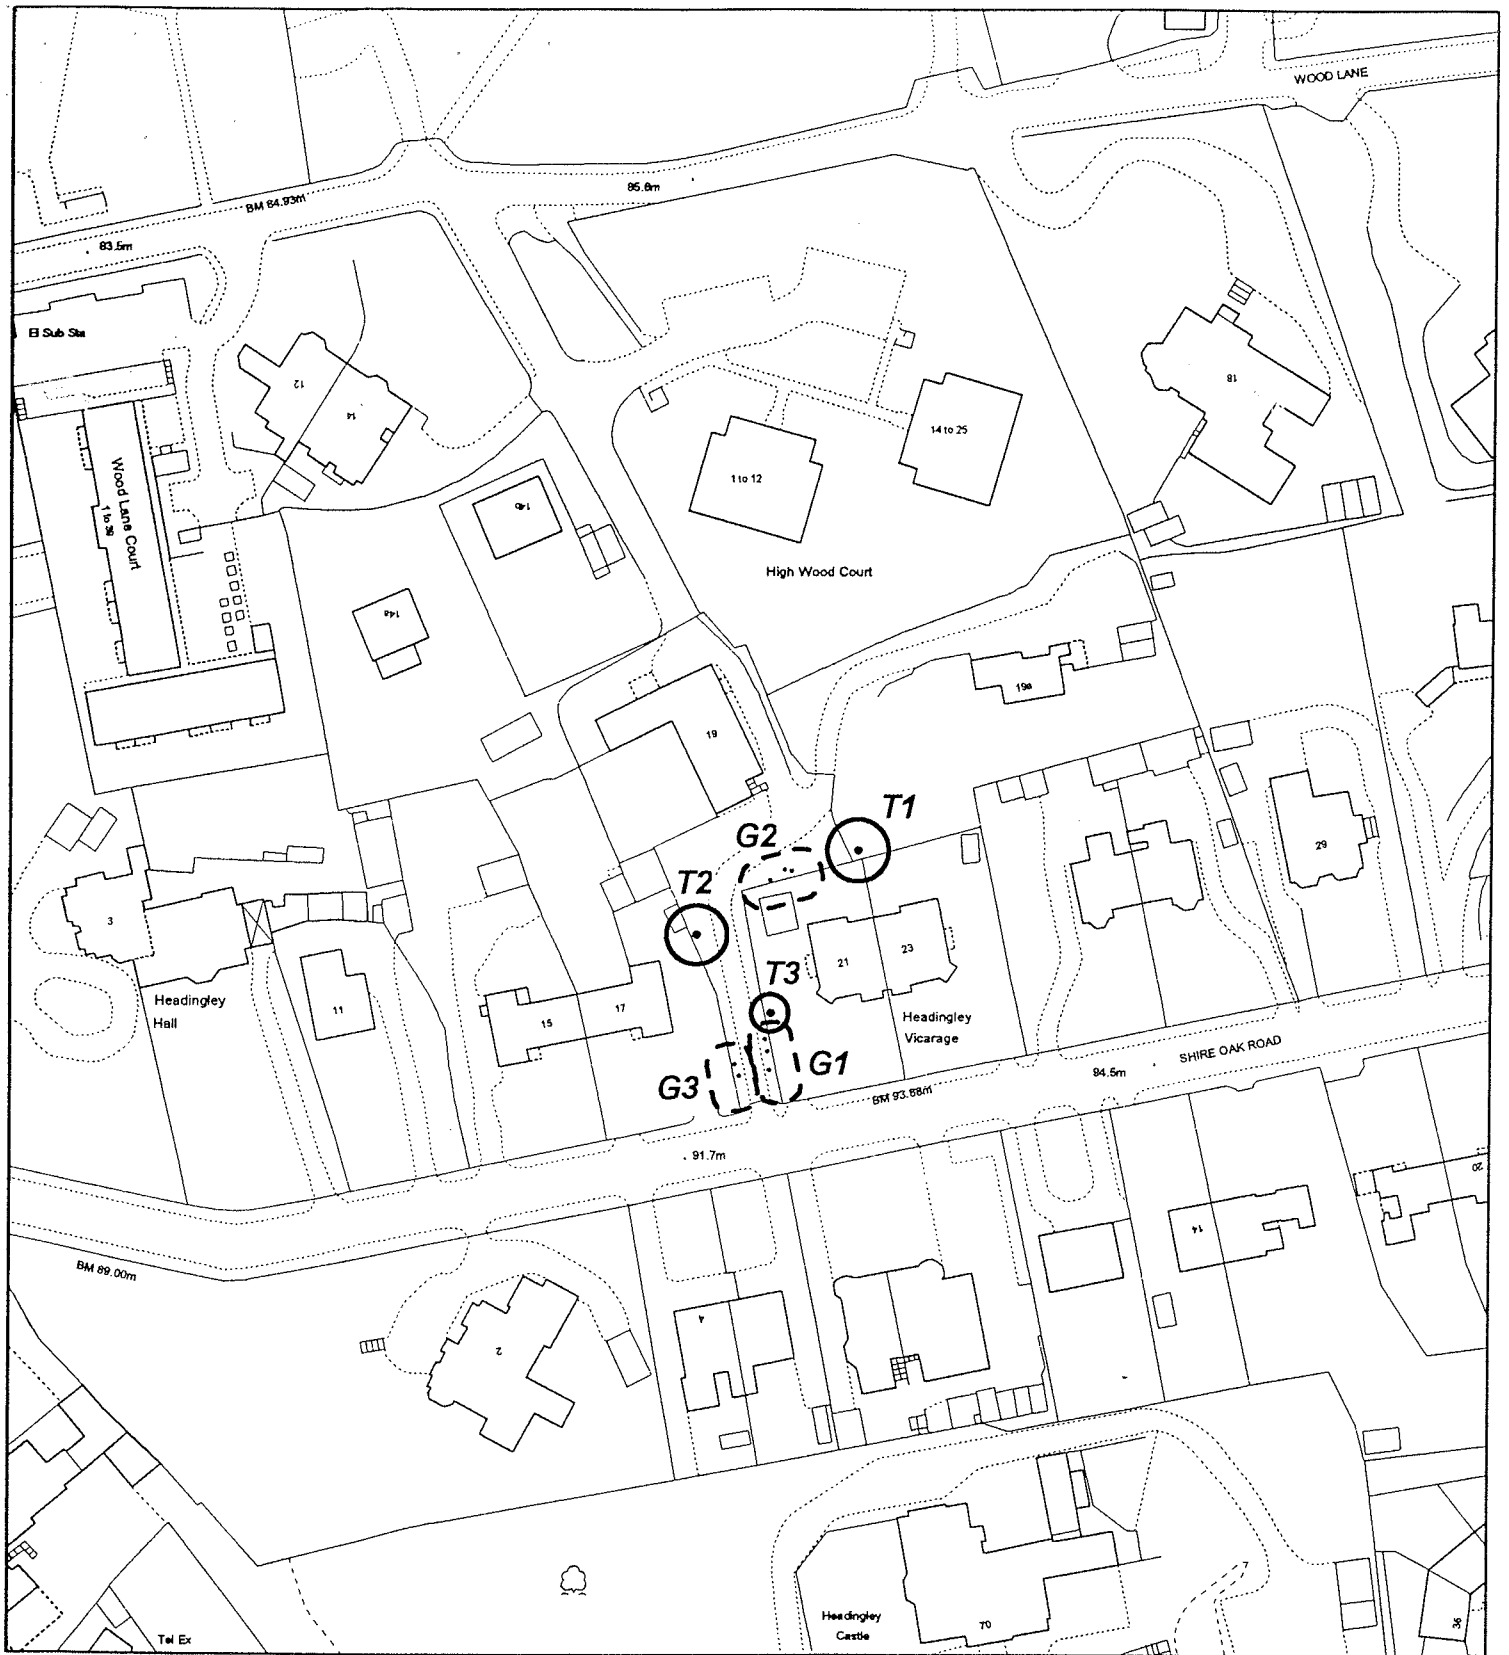 WOOD LANE
85.8m
BM 84.93m
83.5m
El Sub Sta
12
14
18
14 to 25
1 to 12
Wood Lane Court
1 to 39
14b
High Wood Court
14a
19a
19
T1
G2
29
T2
3
21
23
T3
Headingley
Hall
11
15
17
Headingley
Vicarage
SHIRE OAK ROAD
G1
G3
94.5m
BM 93.68m
91.7m
20
14
BM 89.00m
4
2
Headingley
Castle
70
36
Tel Ex